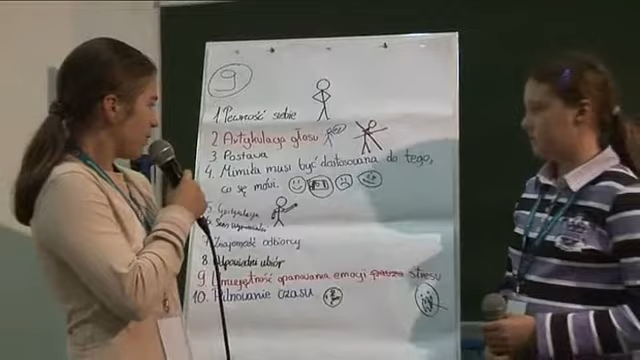 9
1 Pewność siebie
2 Artykulacja głosu
3 Postawa
4. Mimika musi być dostosowana do tego,
co się mówi.
5. Gestykulacja
6.
7. Znajomość odbiorcy
8. Odpowiedni ubiór
9. Umiejętność opanowania emocji stresu
10. Pilnowanie czasu